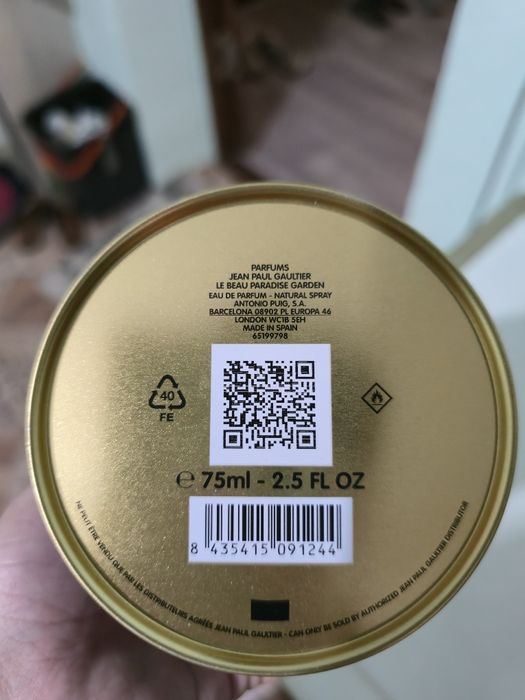 PARFUMS
JEAN PAUL GAULTIER
LE BEAU PARADISE GARDEN
EAU DE PARFUM - NATURAL SPRAY
ANTONIO PUIG, S.A.
BARCELONA 08902 PL EUROPA 46
LONDON WC1B 5EH
MADE IN SPAIN
65199798
40
FE
℮ 75ml - 2.5 FL OZ
8 435415 091244
NE PEUT ÊTRE VENDU QUE PAR LES DISTRIBUTEURS AGRÉÉS JEAN PAUL GAULTIER - CAN ONLY BE SOLD BY AUTHORIZED JEAN PAUL GAULTIER DISTRIBUTOR